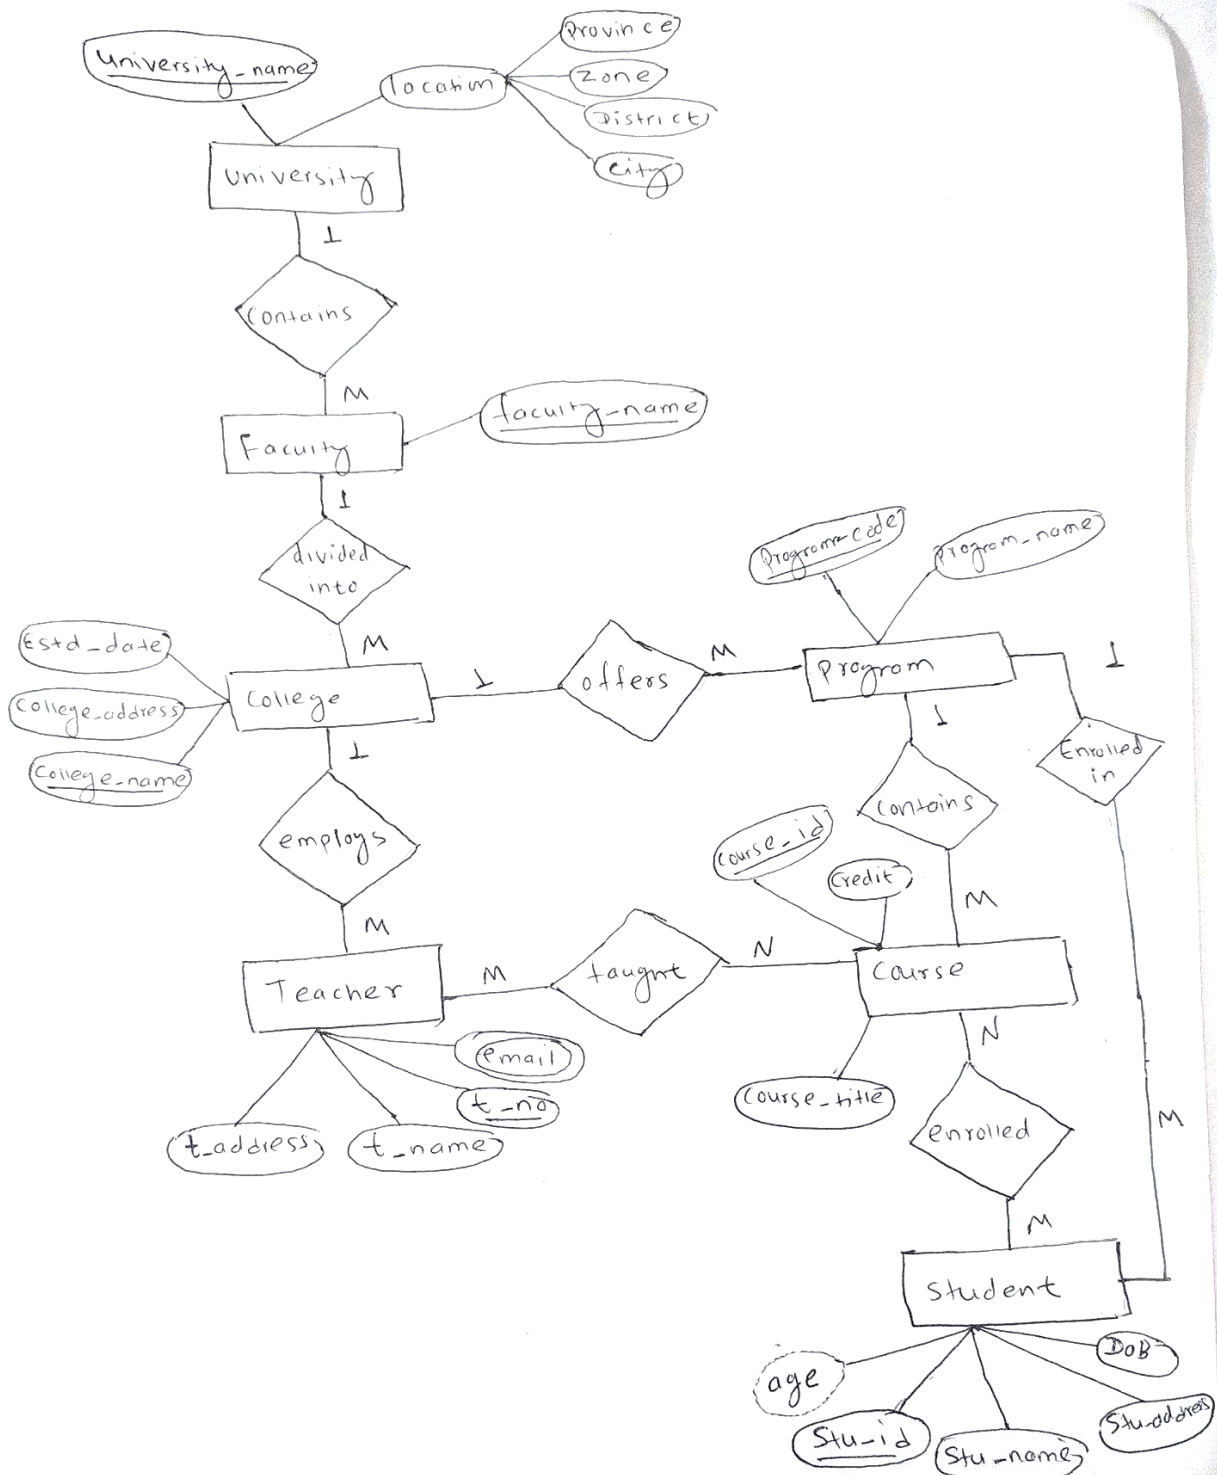 Province
University_name
Zone
location
District
City
University
1
Contains
M
faculty_name
Faculty
1
divided
into
Program_code
program_name
M
Estd_date
College_address
College_name
College
1
offers
M
Program
1
1
Enrolled
in
1
contains
employs
Course_id
Credit
M
M
Teacher
M
taught
N
Course
N
email
t_no
t_address
t_name
Course_title
enrolled
M
M
Student
age
DOB
Stu_id
Stu_name
Stu_address